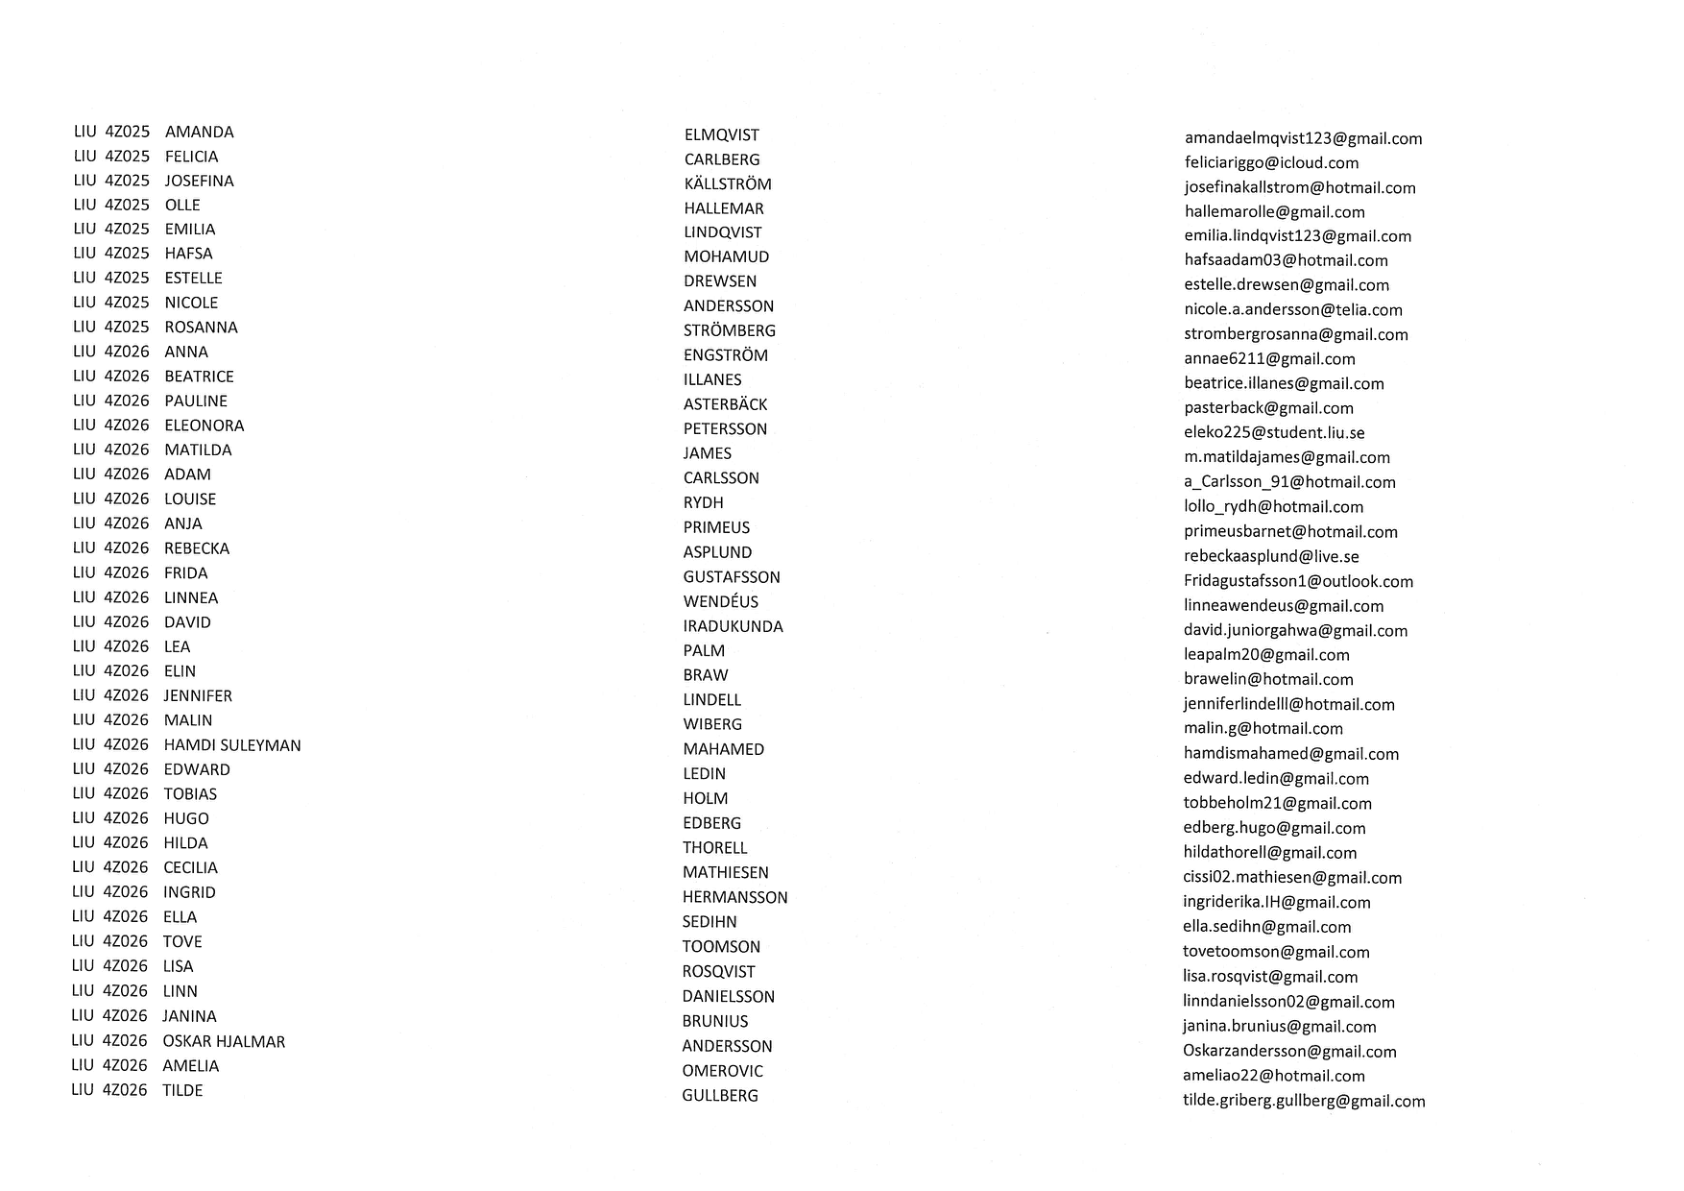 LIU 4Z025 AMANDA ELMQVIST amandaelmqvist123@gmail.com
LIU 4Z025 FELICIA CARLBERG feliciariggo@icloud.com
LIU 4Z025 JOSEFINA KÄLLSTRÖM josefinakallstrom@hotmail.com
LIU 4Z025 OLLE HALLEMAR hallemarolle@gmail.com
LIU 4Z025 EMILIA LINDQVIST emilia.lindqvist123@gmail.com
LIU 4Z025 HAFSA MOHAMUD hafsaadam03@hotmail.com
LIU 4Z025 ESTELLE DREWSEN estelle.drewsen@gmail.com
LIU 4Z025 NICOLE ANDERSSON nicole.a.andersson@telia.com
LIU 4Z025 ROSANNA STRÖMBERG strombergrosanna@gmail.com
LIU 4Z026 ANNA ENGSTRÖM annae6211@gmail.com
LIU 4Z026 BEATRICE ILLANES beatrice.illanes@gmail.com
LIU 4Z026 PAULINE ASTERBÄCK pasterback@gmail.com
LIU 4Z026 ELEONORA PETERSSON eleko225@student.liu.se
LIU 4Z026 MATILDA JAMES m.matildajames@gmail.com
LIU 4Z026 ADAM CARLSSON a_Carlsson_91@hotmail.com
LIU 4Z026 LOUISE RYDH lollo_rydh@hotmail.com
LIU 4Z026 ANJA PRIMEUS primeusbarnet@hotmail.com
LIU 4Z026 REBECKA ASPLUND rebeckaasplund@live.se
LIU 4Z026 FRIDA GUSTAFSSON Fridagustafsson1@outlook.com
LIU 4Z026 LINNEA WENDÉUS linneawendeus@gmail.com
LIU 4Z026 DAVID IRADUKUNDA david.juniorgahwa@gmail.com
LIU 4Z026 LEA PALM leapalm20@gmail.com
LIU 4Z026 ELIN BRAW brawelin@hotmail.com
LIU 4Z026 JENNIFER LINDELL jenniferlindelll@hotmail.com
LIU 4Z026 MALIN WIBERG malin.g@hotmail.com
LIU 4Z026 HAMDI SULEYMAN MAHAMED hamdismahamed@gmail.com
LIU 4Z026 EDWARD LEDIN edward.ledin@gmail.com
LIU 4Z026 TOBIAS HOLM tobbeholm21@gmail.com
LIU 4Z026 HUGO EDBERG edberg.hugo@gmail.com
LIU 4Z026 HILDA THORELL hildathorell@gmail.com
LIU 4Z026 CECILIA MATHIESEN cissi02.mathiesen@gmail.com
LIU 4Z026 INGRID HERMANSSON ingriderika.IH@gmail.com
LIU 4Z026 ELLA SEDIHN ella.sedihn@gmail.com
LIU 4Z026 TOVE TOOMSON tovetoomson@gmail.com
LIU 4Z026 LISA ROSQVIST lisa.rosqvist@gmail.com
LIU 4Z026 LINN DANIELSSON linndanielsson02@gmail.com
LIU 4Z026 JANINA BRUNIUS janina.brunius@gmail.com
LIU 4Z026 OSKAR HJALMAR ANDERSSON Oskarzandersson@gmail.com
LIU 4Z026 AMELIA OMEROVIC ameliao22@hotmail.com
LIU 4Z026 TILDE GULLBERG tilde.griberg.gullberg@gmail.com